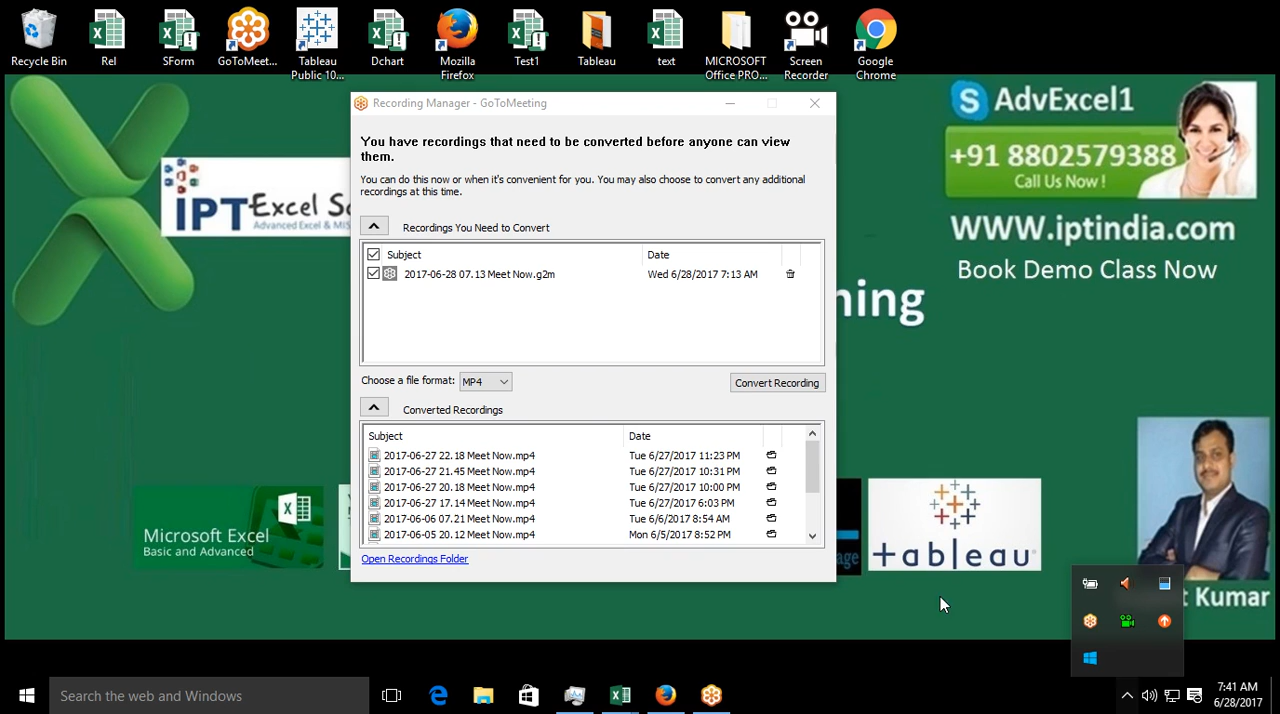 Recycle Bin
Rel
SForm
GoToMeet...
Tableau
Public 10...
Dchart
Mozilla
Firefox
Test1
Tableau
text
MICROSOFT
Office PRO...
Screen
Recorder
Google
Chrome
Recording Manager - GoToMeeting
You have recordings that need to be converted before anyone can view
them.
You can do this now or when it's convenient for you. You may also choose to convert any additional
recordings at this time.
Recordings You Need to Convert
Subject Date
2017-06-28 07.13 Meet Now.g2m Wed 6/28/2017 7:13 AM
Choose a file format: MP4 Convert Recording
Converted Recordings
Subject Date
2017-06-27 22.18 Meet Now.mp4 Tue 6/27/2017 11:23 PM
2017-06-27 21.45 Meet Now.mp4 Tue 6/27/2017 10:31 PM
2017-06-27 20.18 Meet Now.mp4 Tue 6/27/2017 10:00 PM
2017-06-27 17.14 Meet Now.mp4 Tue 6/27/2017 6:03 PM
2017-06-06 07.21 Meet Now.mp4 Tue 6/6/2017 8:54 AM
2017-06-05 20.12 Meet Now.mp4 Mon 6/5/2017 8:52 PM
Open Recordings Folder
IPT Excel Sc
Advanced Excel & MIS
AdvExcel1
+91 8802579388
Call Us Now !
WWW.iptindia.com
Book Demo Class Now
ning
Microsoft Excel
Basic and Advanced
age
tableau
t Kumar
Search the web and Windows
7:41 AM
6/28/2017